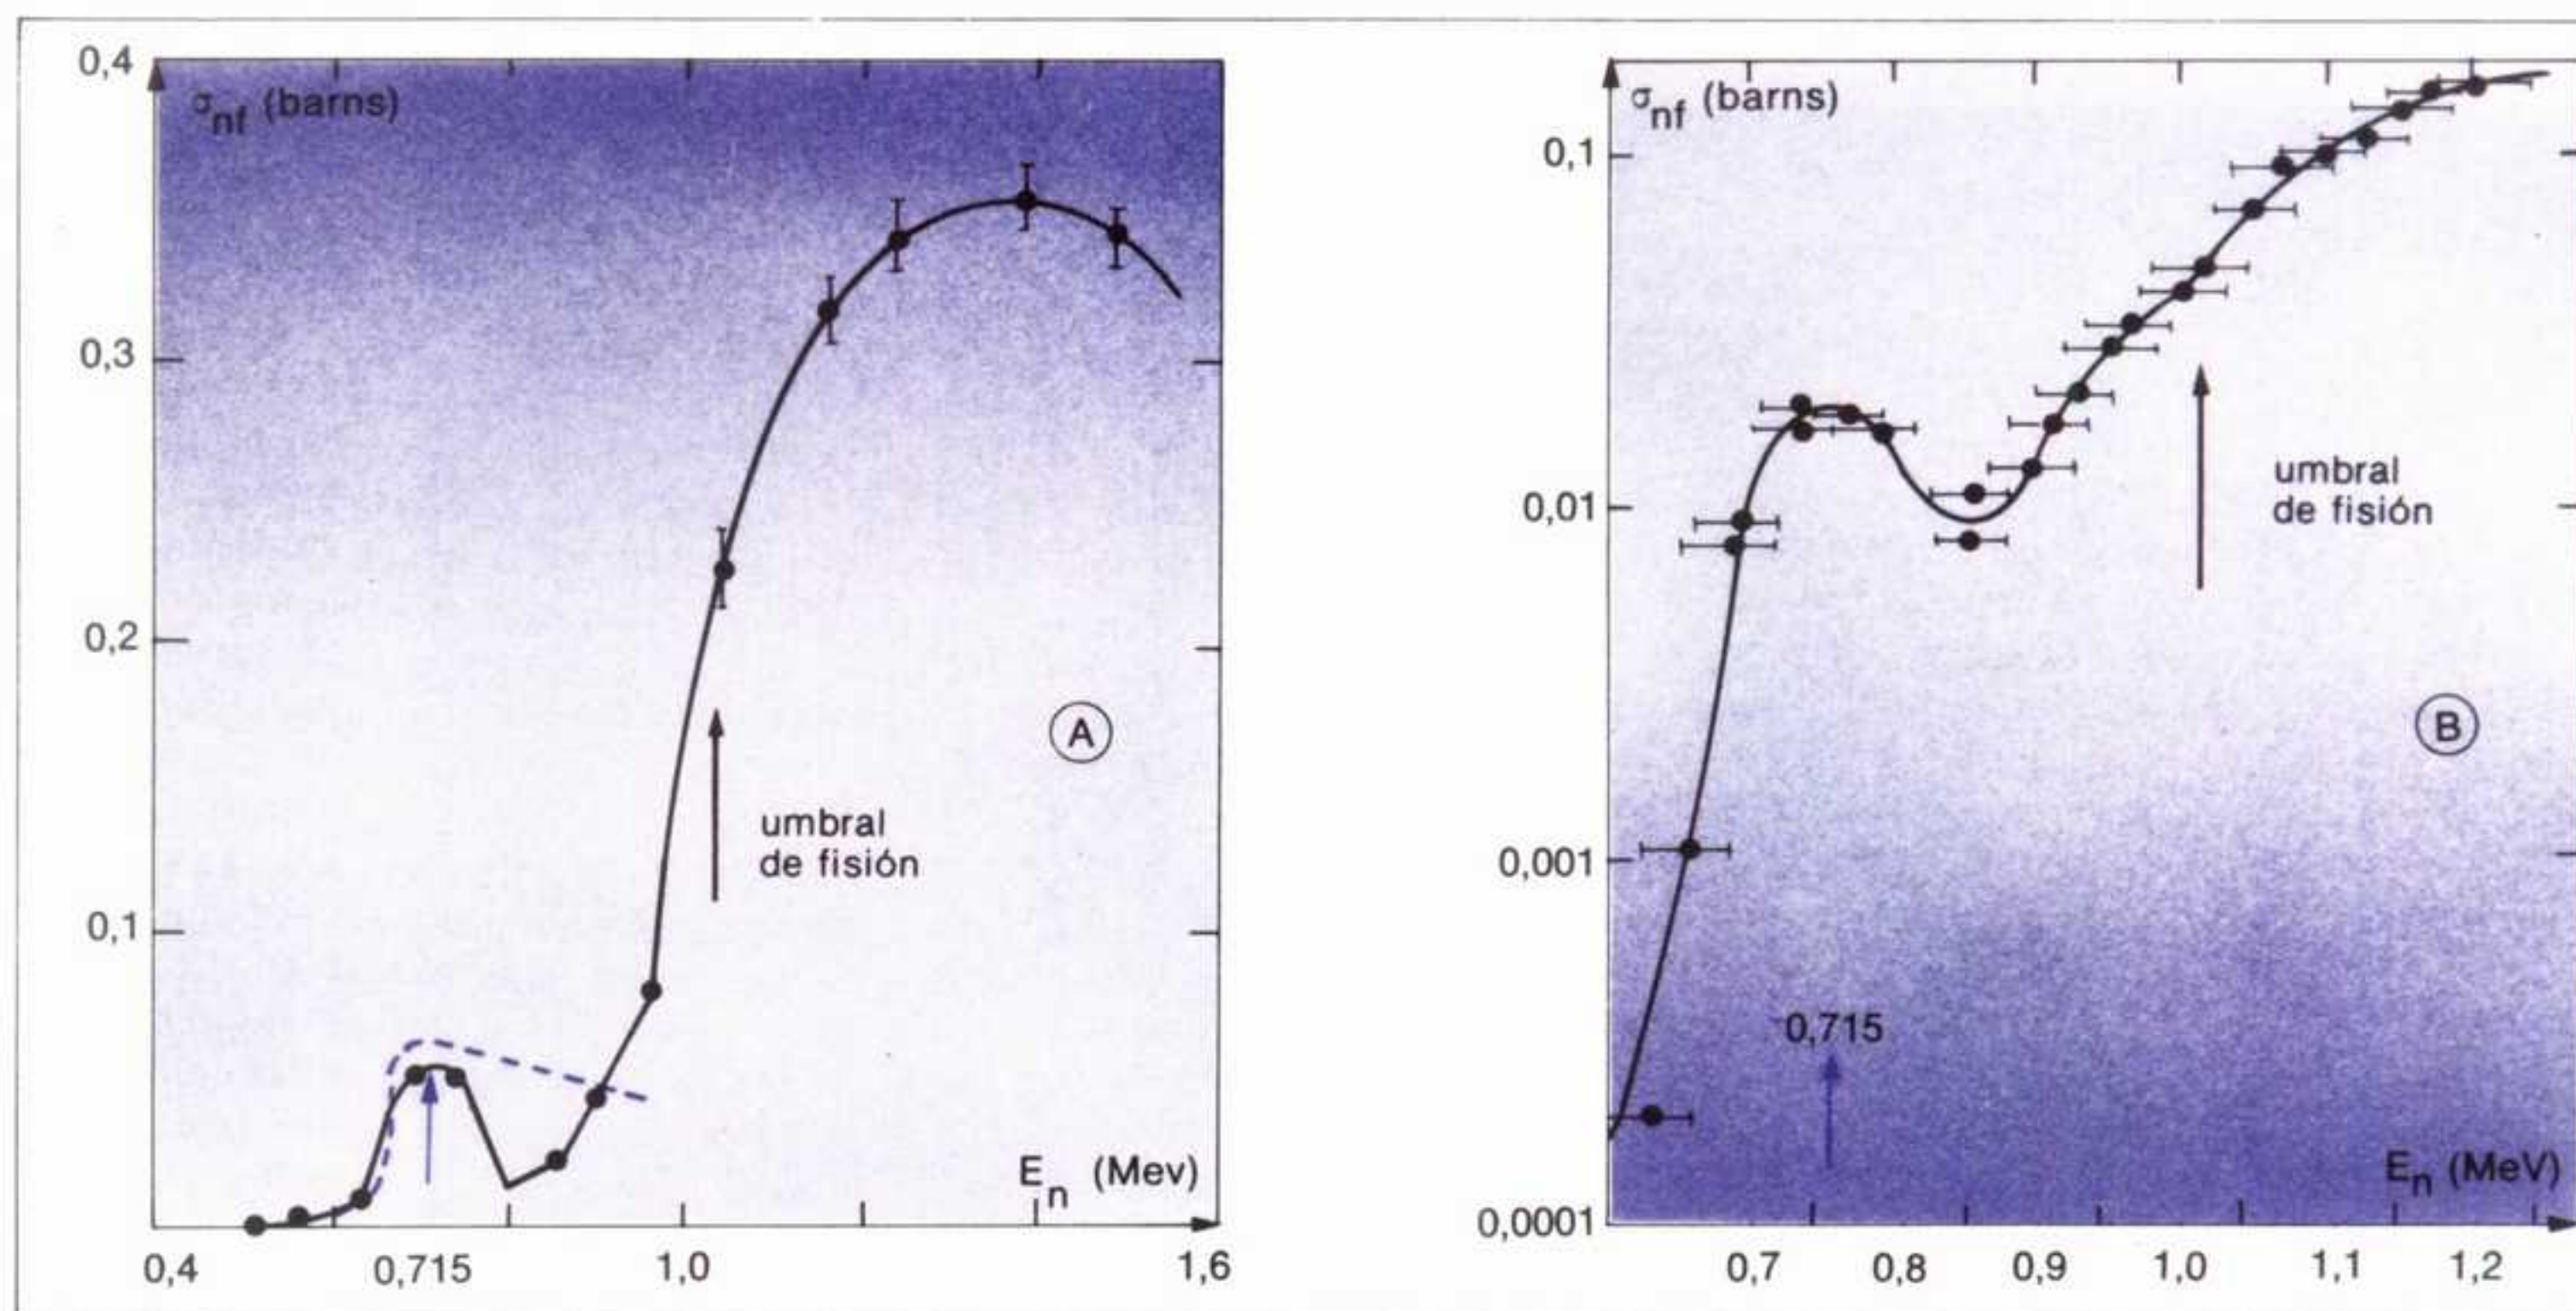 0,4
σnf (barns)
0,3
0,2
0,1
umbral
de fisión
A
En (Mev)
0,4 0,715 1,0 1,6
σnf (barns)
0,1
0,01
0,001
0,0001
umbral
de fisión
B
0,715
En (MeV)
0,7 0,8 0,9 1,0 1,1 1,2